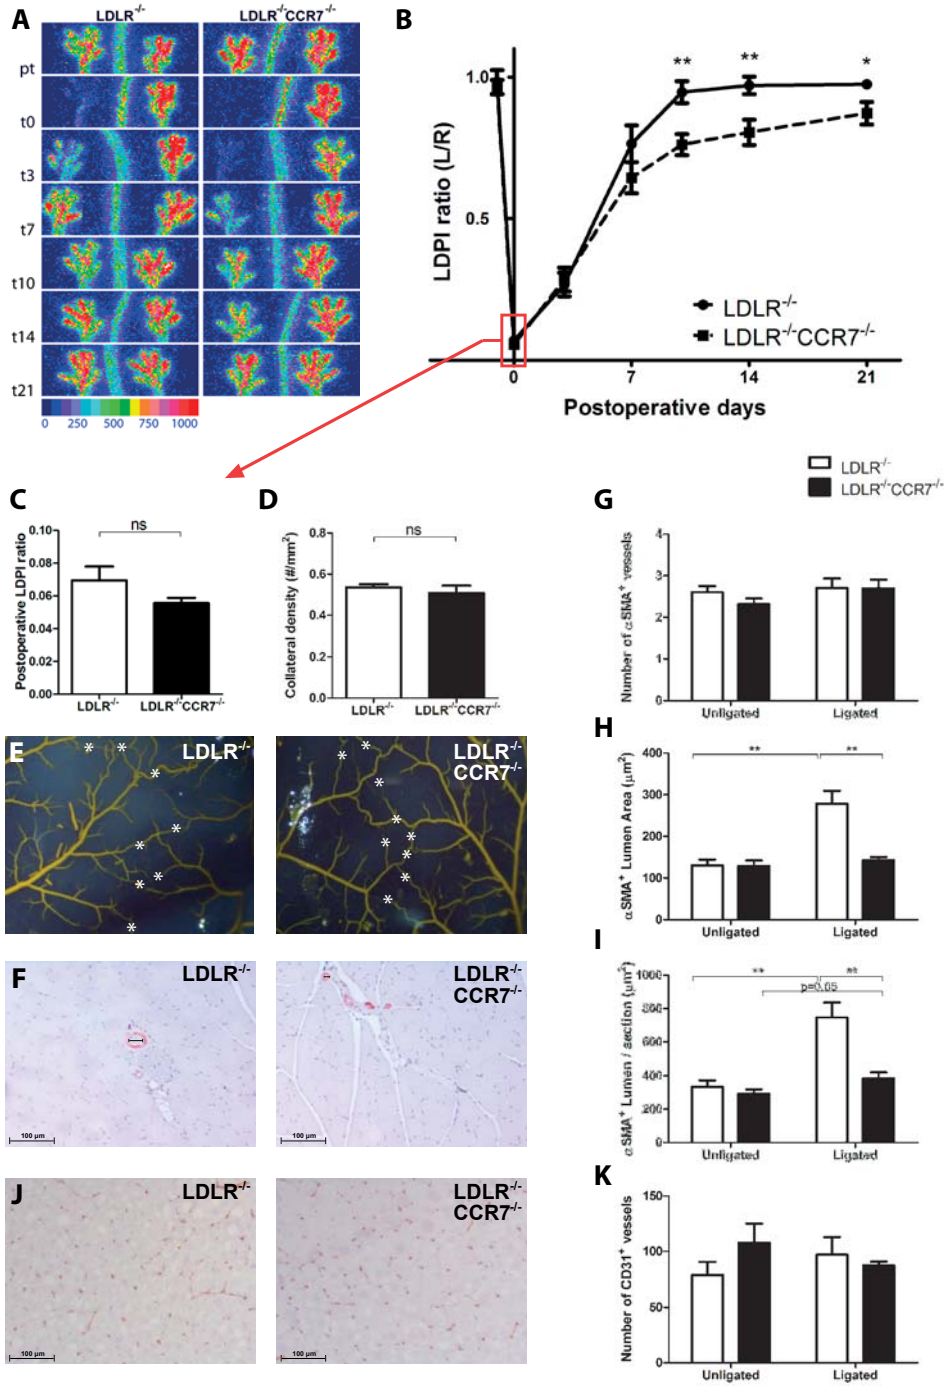 A
LDLR-/-
LDLR-/-CCR7-/-
pt
t0
t3
t7
t10
t14
t21
0 250 500 750 1000
B
LDPI ratio (L/R)
1.0
0.5
** ** *
LDLR-/-
LDLR-/-CCR7-/-
0 7 14 21
Postoperative days
LDLR-/-
LDLR-/-CCR7-/-
C
Postoperative LDPI ratio
0.10
0.08
0.06
0.04
0.02
0.00
ns
LDLR-/- LDLR-/-CCR7-/-
D
Collateral density (#/mm2)
0.8
0.6
0.4
0.2
0.0
ns
LDLR-/- LDLR-/-CCR7-/-
E
LDLR-/-
* * * * * * * *
LDLR-/-
CCR7-/-
* * * * * * * * *
F
LDLR-/-
100 µm
LDLR-/-
CCR7-/-
100 µm
J
LDLR-/-
100 µm
LDLR-/-
CCR7-/-
100 µm
G
Number of αSMA+ vessels
4
3
2
1
0
Unligated Ligated
H
αSMA+ Lumen Area (µm2)
400
300
200
100
0
** **
Unligated Ligated
I
αSMA+ Lumen / section (µm2)
1000
800
600
400
200
0
** **
p=0.05
Unligated Ligated
K
Number of CD31+ vessels
150
100
50
0
Unligated Ligated